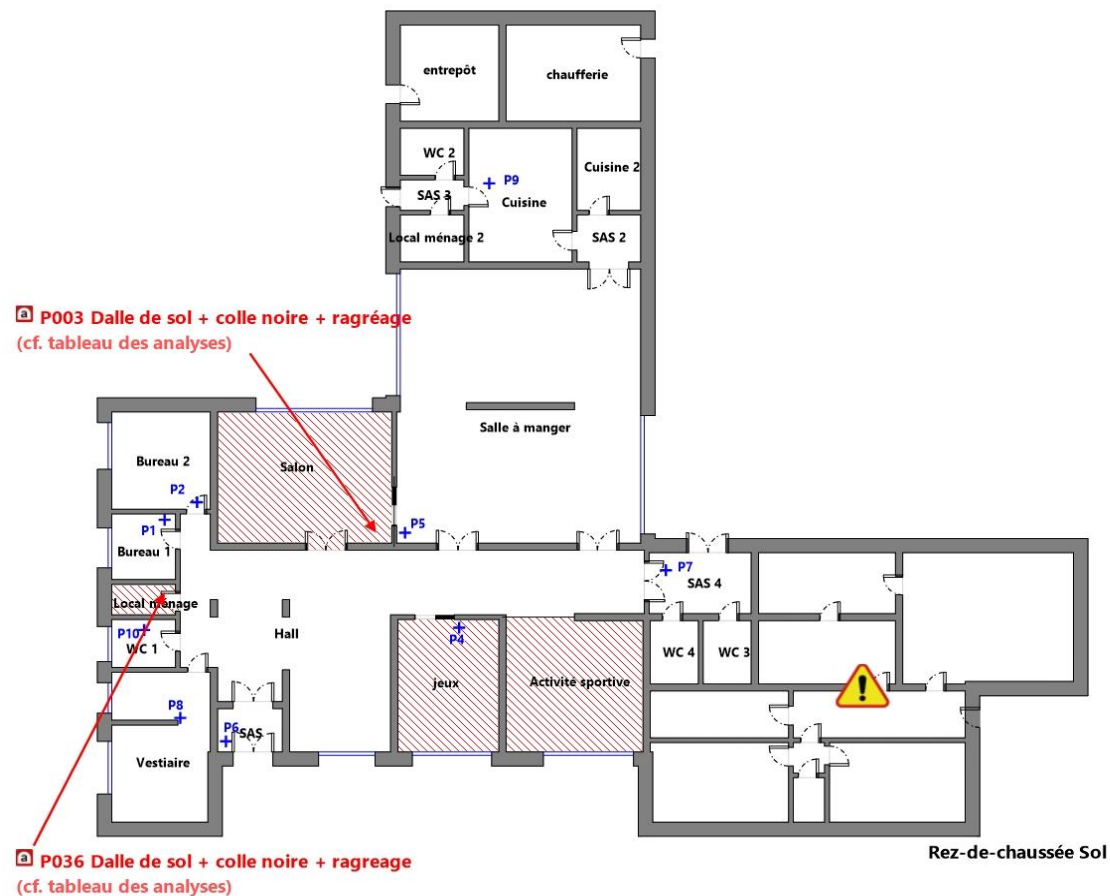 entrepôt
chaufferie
WC 2
Cuisine 2
P9
SAS 3
Cuisine
Local ménage 2
SAS 2
a P003 Dalle de sol + colle noire + ragréage
(cf. tableau des analyses)
Salle à manger
Bureau 2
Salon
P2
P1
P5
Bureau 1
P7
SAS 4
Local ménage
P10
WC 1
Hall
P4
WC 4
WC 3
jeux
Activité sportive
P8
P6
SAS
Vestiaire
Rez-de-chaussée Sol
a P036 Dalle de sol + colle noire + ragreage
(cf. tableau des analyses)